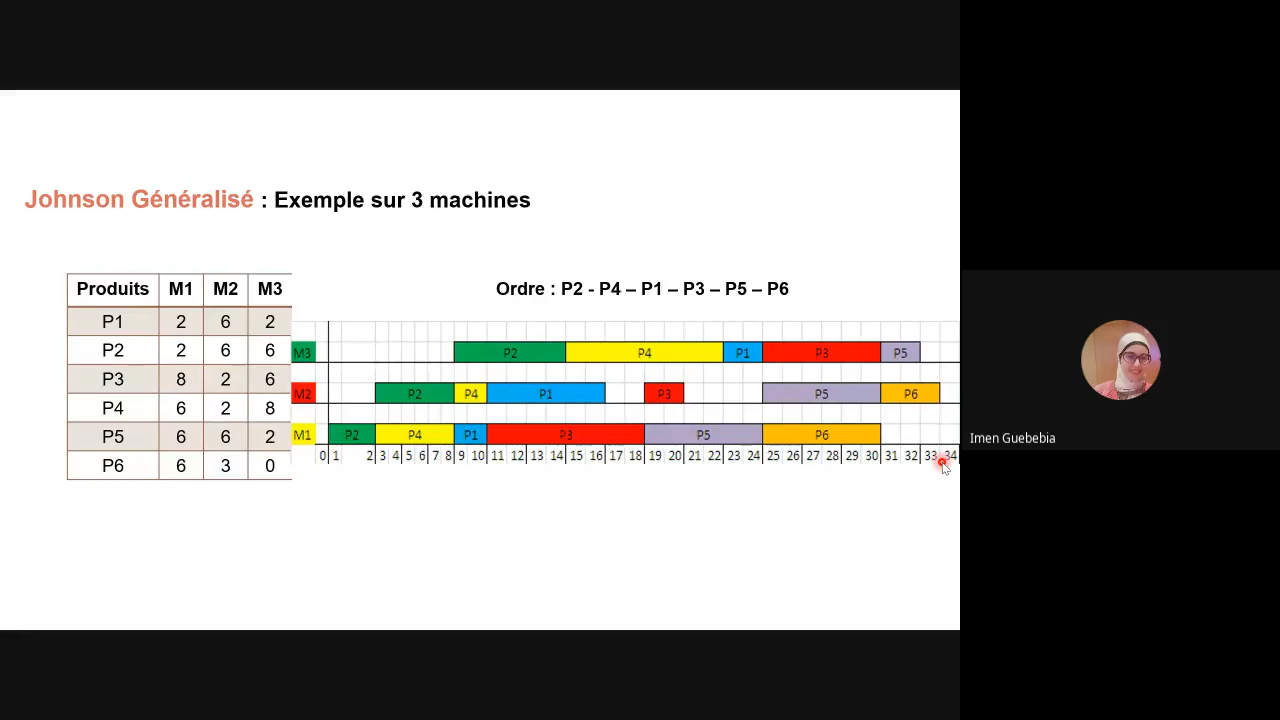 Johnson Généralisé : Exemple sur 3 machines
Ordre : P2 - P4 – P1 – P3 – P5 – P6
Produits M1 M2 M3
P1 2 6 2
P2 2 6 6
P3 8 2 6
P4 6 2 8
P5 6 6 2
P6 6 3 0
M3 P2 P4 P1 P3 P5
M2 P2 P4 P1 P3 P5 P6
M1 P2 P4 P1 P3 P5 P6
0 1 2 3 4 5 6 7 8 9 10 11 12 13 14 15 16 17 18 19 20 21 22 23 24 25 26 27 28 29 30 31 32 33 34
Imen Guebebia